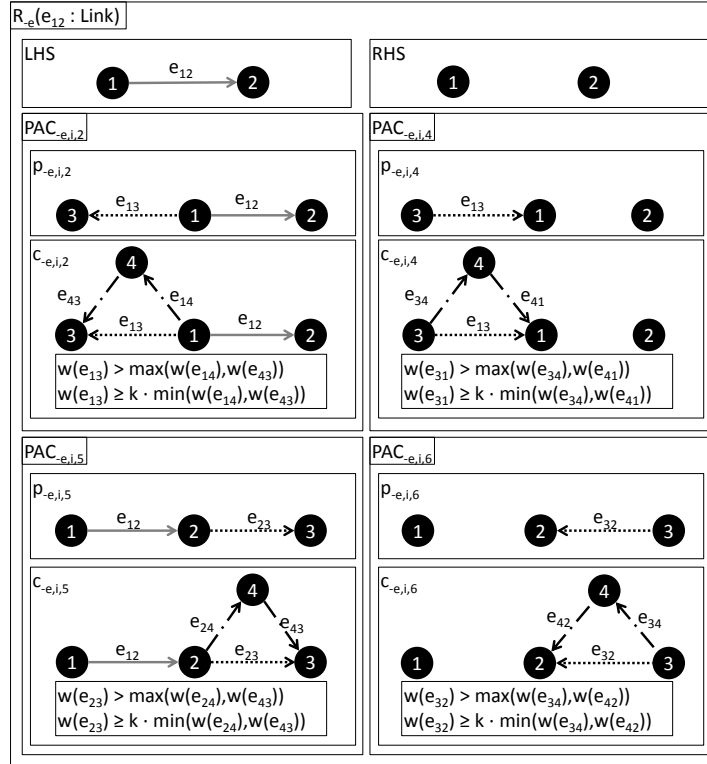 R-e(e12 : Link)
LHS
1 e12 2
RHS
1 2
PAC-e,i,2
p-e,i,2
3 e13 1 e12 2
c-e,i,2
4
e43 e14
3 e13 1 e12 2
w(e13) > max(w(e14),w(e43))
w(e13) ≥ k · min(w(e14),w(e43))
PAC-e,i,4
p-e,i,4
3 e13 1 2
c-e,i,4
4
e34 e41
3 e13 1 2
w(e31) > max(w(e34),w(e41))
w(e31) ≥ k · min(w(e34),w(e41))
PAC-e,i,5
p-e,i,5
1 e12 2 e23 3
c-e,i,5
4
e24 e43
1 e12 2 e23 3
w(e23) > max(w(e24),w(e43))
w(e23) ≥ k · min(w(e24),w(e43))
PAC-e,i,6
p-e,i,6
1 2 e32 3
c-e,i,6
4
e42 e34
1 2 e32 3
w(e32) > max(w(e34),w(e42))
w(e32) ≥ k · min(w(e34),w(e42))